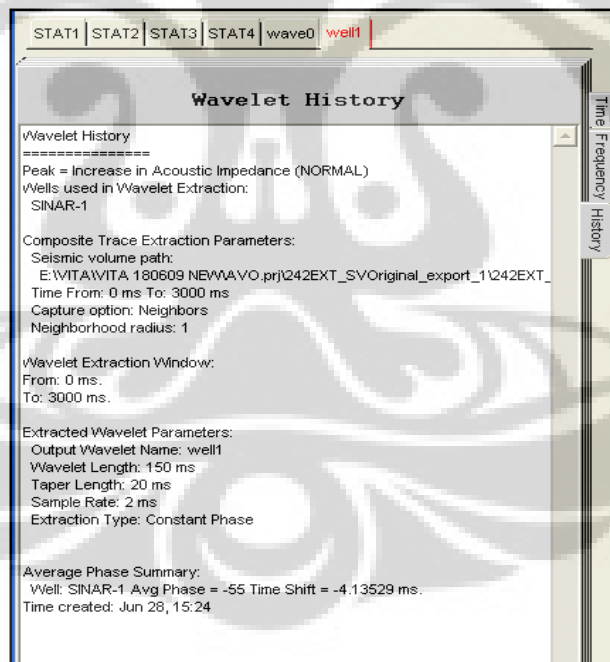 STAT1 STAT2 STAT3 STAT4 wave0 well1
Wavelet History
Time Frequency History
Wavelet History
===============
Peak = Increase in Acoustic Impedance (NORMAL)
Wells used in Wavelet Extraction:
SINAR-1
Composite Trace Extraction Parameters:
Seismic volume path:
E:\VITA\VITA 180609 NEW\AVO.prj\242EXT_SVOriginal_export_1\242EXT_
Time From: 0 ms To: 3000 ms
Capture option: Neighbors
Neighborhood radius: 1
Wavelet Extraction Window:
From: 0 ms.
To: 3000 ms.
Extracted Wavelet Parameters:
Output Wavelet Name: well1
Wavelet Length: 150 ms
Taper Length: 20 ms
Sample Rate: 2 ms
Extraction Type: Constant Phase
Average Phase Summary:
Well: SINAR-1 Avg Phase = -55 Time Shift = -4.13529 ms.
Time created: Jun 28, 15:24